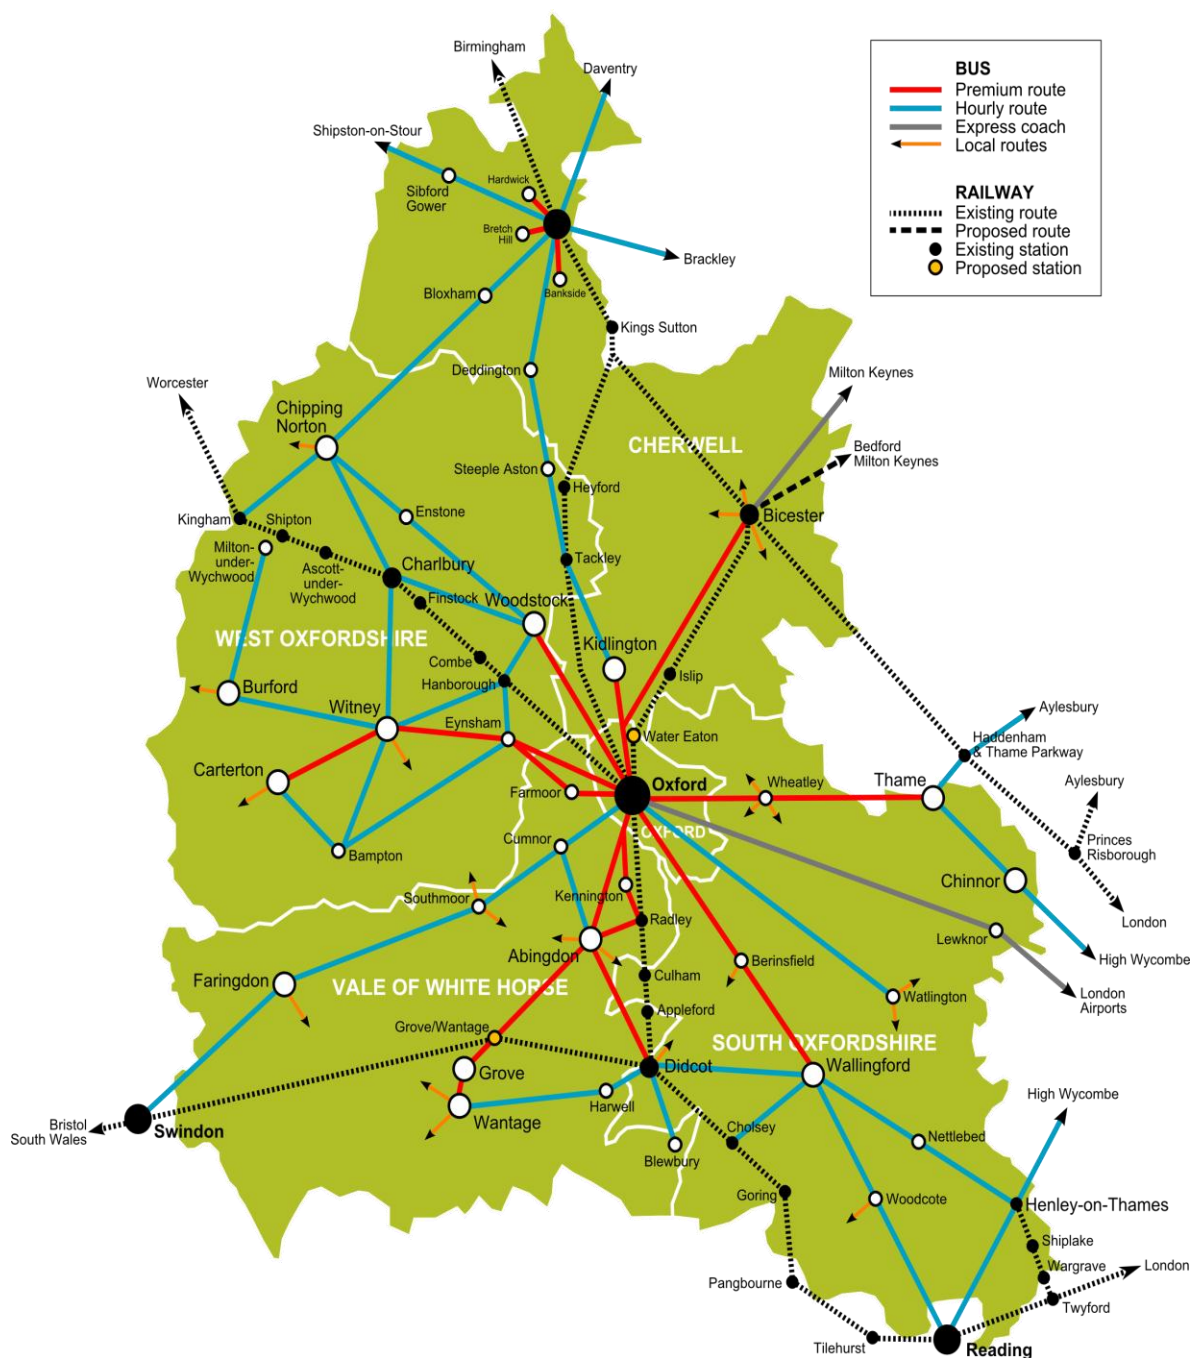 Birmingham
Daventry
Shipston-on-Stour
Hardwick
Sibford
Gower
Bretch
Hill
Brackley
Bloxham
Bankside
Kings Sutton
BUS
Premium route
Hourly route
Express coach
Local routes
RAILWAY
Existing route
Proposed route
Existing station
Proposed station
Deddington
Worcester
Milton Keynes
Chipping
Norton
CHERWELL
Bedford
Milton Keynes
Steeple Aston
Heyford
Enstone
Bicester
Kingham
Shipton
Milton-
under-
Wychwood
Ascott-
under-
Wychwood
Charlbury
Tackley
Finstock
Woodstock
WEST OXFORDSHIRE
Kidlington
Combe
Hanborough
Islip
Burford
Witney
Eynsham
Water Eaton
Aylesbury
Haddenham
& Thame Parkway
Carterton
Farmoor
Oxford
Wheatley
Thame
Aylesbury
OXFORD
Cumnor
Bampton
Princes
Risborough
Southmoor
Kennington
Chinnor
Radley
London
Lewknor
Abingdon
Berinsfield
High Wycombe
Faringdon
VALE OF WHITE HORSE
Culham
Watlington
London
Airports
Appleford
Grove/Wantage
SOUTH OXFORDSHIRE
Didcot
Wallingford
Grove
Harwell
High Wycombe
Bristol
South Wales
Swindon
Wantage
Cholsey
Nettlebed
Blewbury
Goring
Woodcote
Henley-on-Thames
Shiplake
Wargrave
London
Pangbourne
Twyford
Tilehurst
Reading